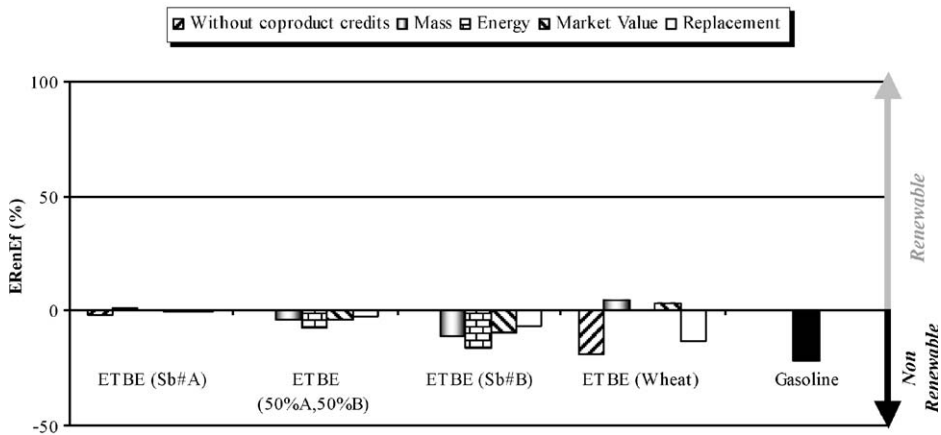 Without coproduct credits Mass Energy Market Value Replacement
100
50
0
-50
ERenEf (%)
ETBE (Sb#A)
ETBE
(50%A,50%B)
ETBE (Sb#B)
ETBE (Wheat)
Gasoline
Renewable
Non
Renewable